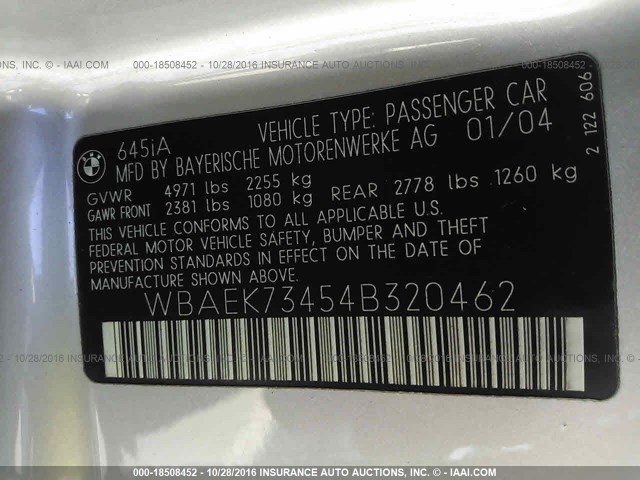 NS, INC. - IAAI.COM 000-18508452 - 10/28/2016 INSURANCE AUTO AUCTIONS, INC. - IAAI.COM 000-1850845
BMW
645iA VEHICLE TYPE: PASSENGER CAR
MFD BY BAYERISCHE MOTORENWERKE AG 01/04
GVWR 4971 lbs 2255 kg
GAWR FRONT 2381 lbs 1080 kg REAR 2778 lbs 1260 kg
THIS VEHICLE CONFORMS TO ALL APPLICABLE U.S.
FEDERAL MOTOR VEHICLE SAFETY, BUMPER AND THEFT
PREVENTION STANDARDS IN EFFECT ON THE DATE OF
MANUFACTURE SHOWN ABOVE.
2 122 606
WBAEK73454B320462
000-18508452 - 10/28/2016 INSURANCE AUTO AUCTIONS, INC. - IAAI.COM